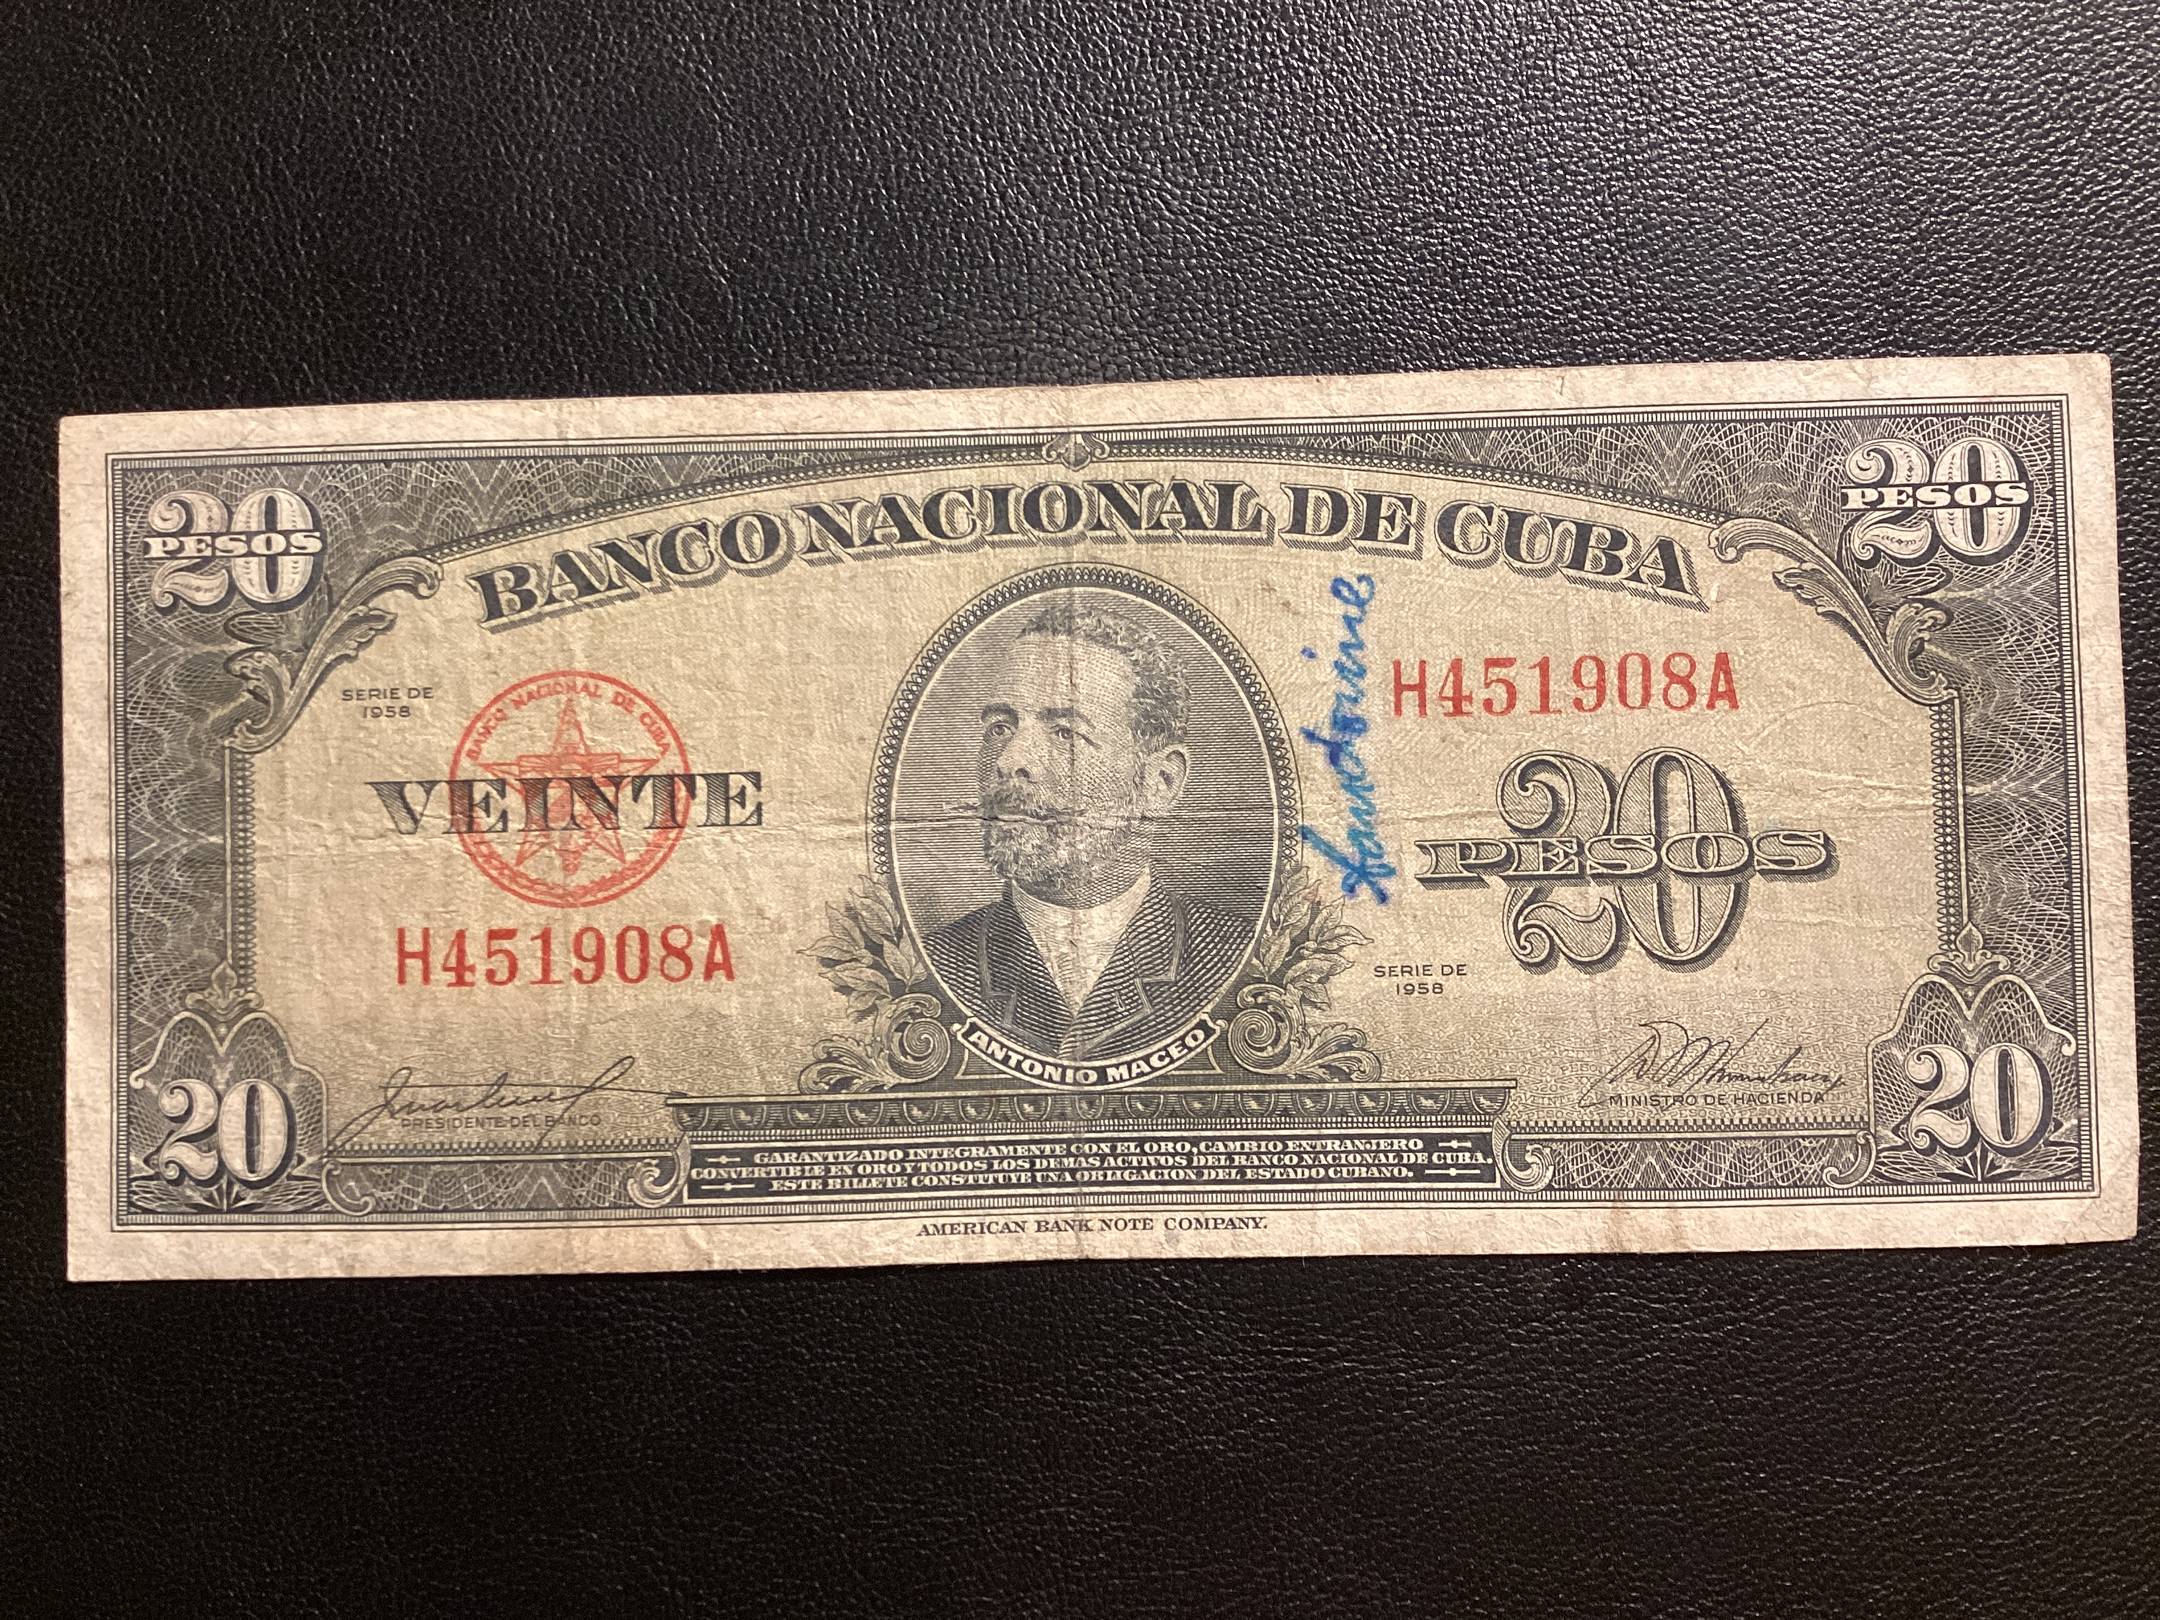 20
PESOS
20
PESOS
BANCO NACIONAL DE CUBA
SERIE DE
1958
BANCO NACIONAL DE CUBA
VEINTE
H451908A
H451908A
20
PESOS
SERIE DE
1958
ANTONIO MACEO
PRESIDENTE DEL BANCO
MINISTRO DE HACIENDA
20
20
GARANTIZADO INTEGRAMENTE CON EL ORO, CAMBIO EXTRANJERO
CONVERTIBLE EN ORO Y TODOS LOS DEMAS ACTIVOS DEL BANCO NACIONAL DE CUBA.
ESTE BILLETE CONSTITUYE UNA OBLIGACION DEL ESTADO CUBANO.
AMERICAN BANK NOTE COMPANY.